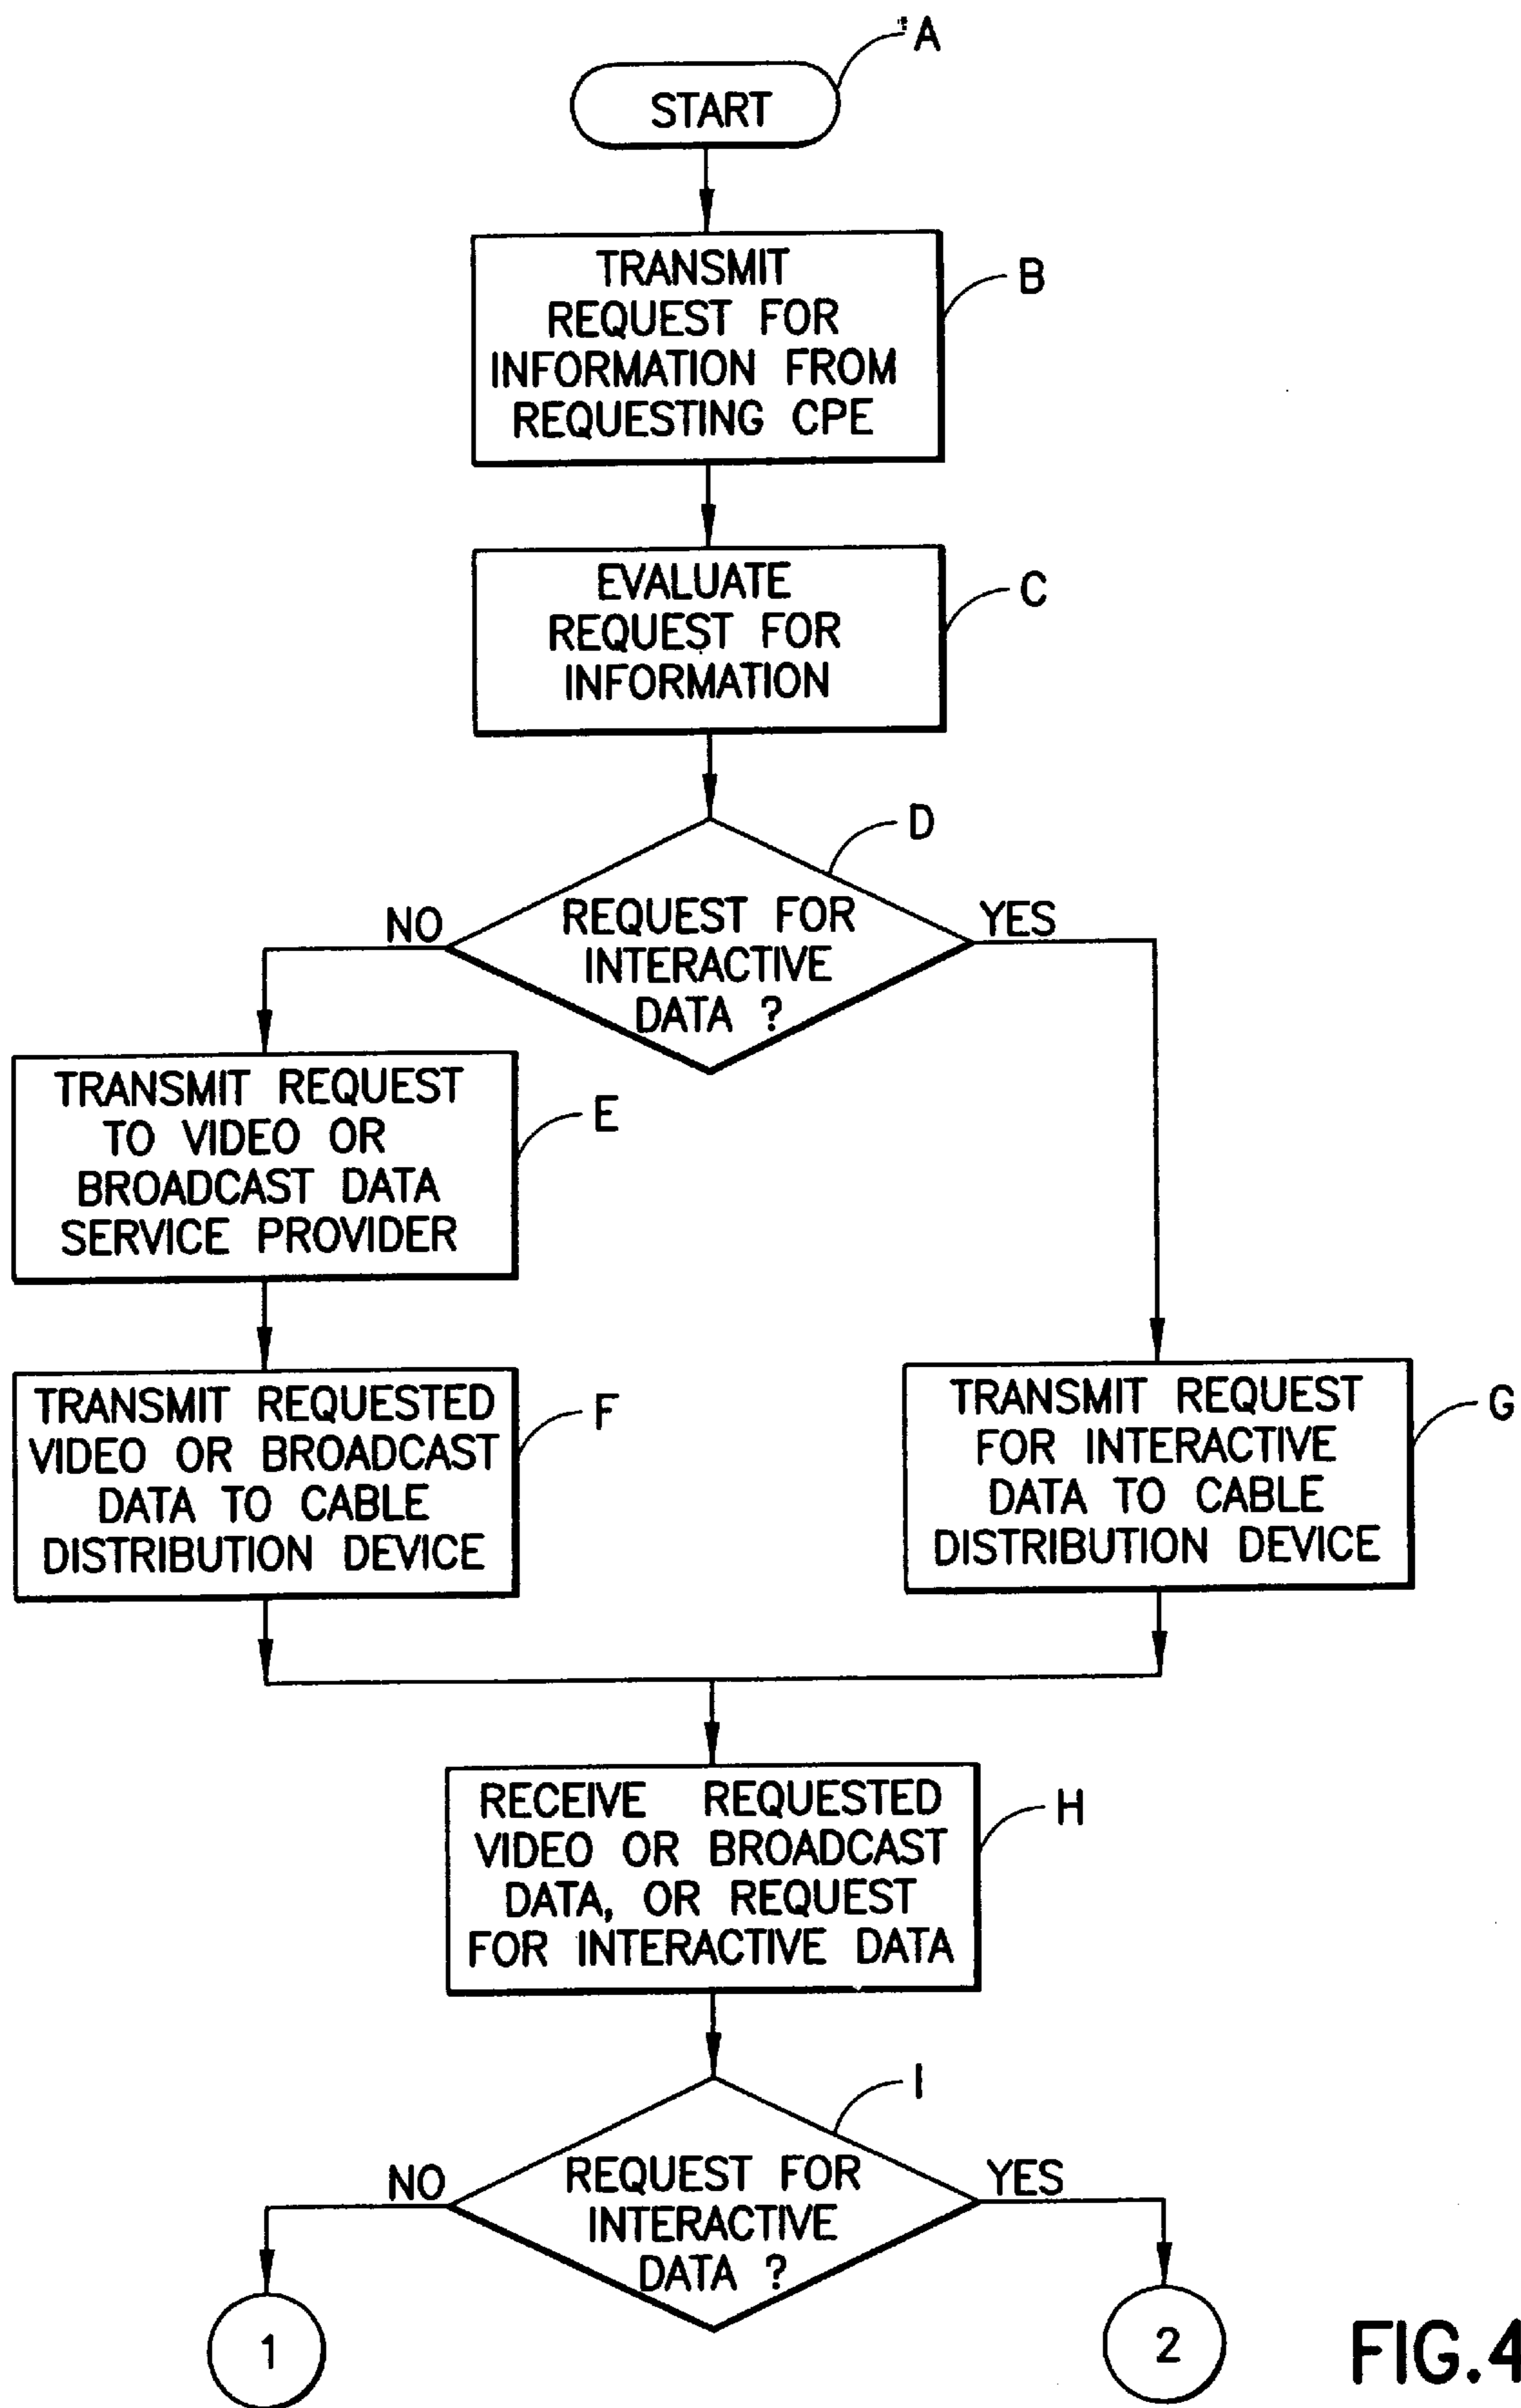 A
START
TRANSMIT
REQUEST FOR
INFORMATION FROM
REQUESTING CPE
B
EVALUATE
REQUEST FOR
INFORMATION
C
D
NO
REQUEST FOR
INTERACTIVE
DATA ?
YES
TRANSMIT REQUEST
TO VIDEO OR
BROADCAST DATA
SERVICE PROVIDER
E
TRANSMIT REQUESTED
VIDEO OR BROADCAST
DATA TO CABLE
DISTRIBUTION DEVICE
F
TRANSMIT REQUEST
FOR INTERACTIVE
DATA TO CABLE
DISTRIBUTION DEVICE
G
RECEIVE REQUESTED
VIDEO OR BROADCAST
DATA, OR REQUEST
FOR INTERACTIVE DATA
H
I
NO
REQUEST FOR
INTERACTIVE
DATA ?
YES
1
2
FIG.4